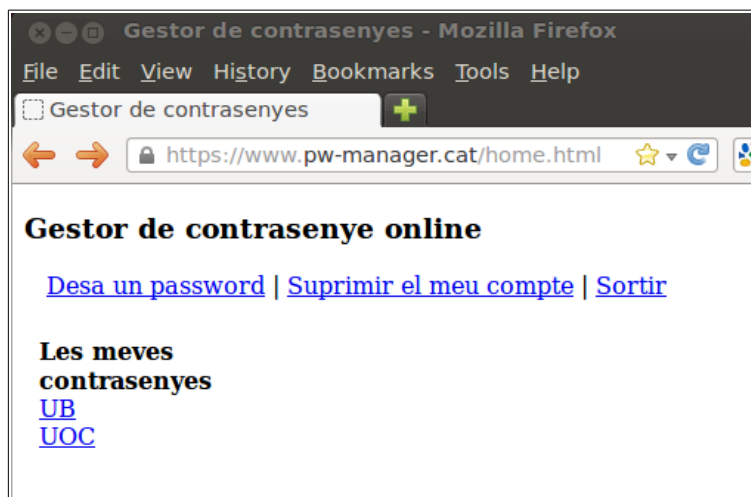 Gestor de contrasenyes - Mozilla Firefox
File Edit View History Bookmarks Tools Help
Gestor de contrasenyes
https://www.pw-manager.cat/home.html
Gestor de contrasenye online
Desa un password | Suprimir el meu compte | Sortir
Les meves
contrasenyes
UB
UOC